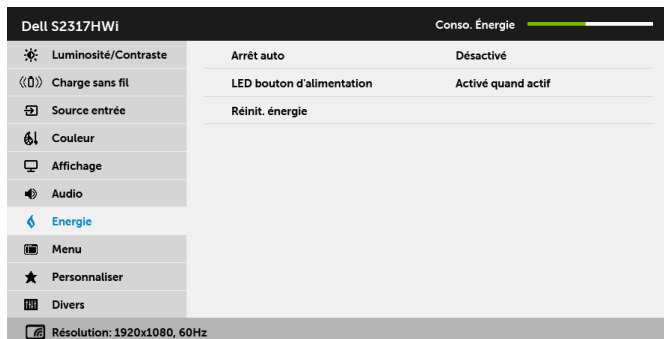 Dell S2317HWi Conso. Énergie
Luminosité/Contraste Arrêt auto Désactivé
Charge sans fil LED bouton d'alimentation Activé quand actif
Source entrée Réinit. énergie
Couleur
Affichage
Audio
Energie
Menu
Personnaliser
Divers
Résolution: 1920x1080, 60Hz